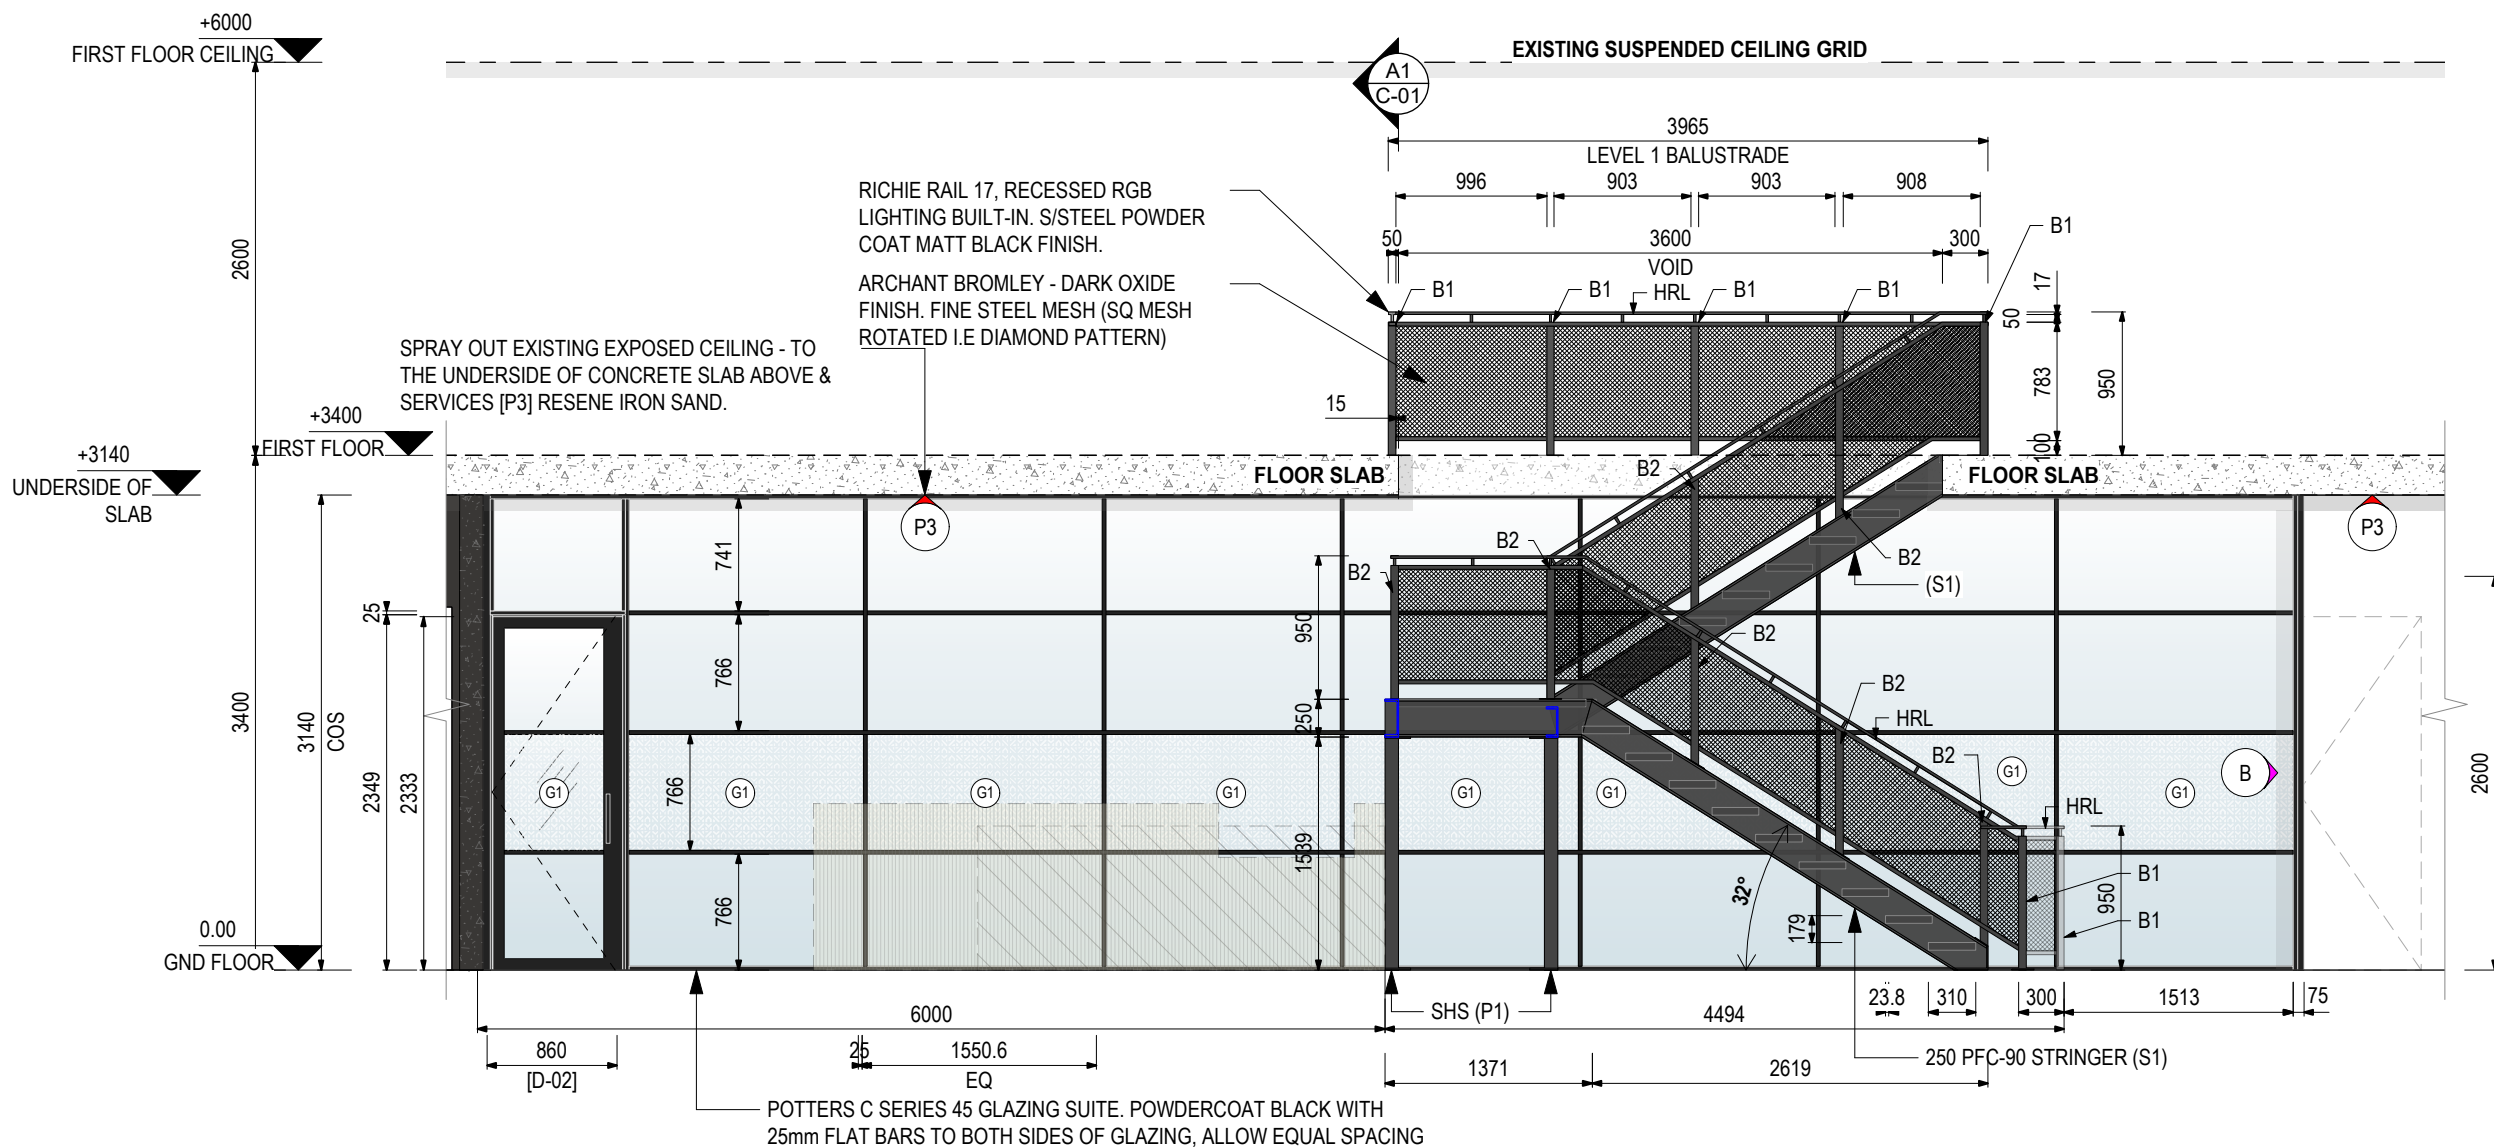 +6000
FIRST FLOOR CEILING
EXISTING SUSPENDED CEILING GRID
A1
C-01
3965
LEVEL 1 BALUSTRADE
996
903
903
908
RICHIE RAIL 17, RECESSED RGB
LIGHTING BUILT-IN. S/STEEL POWDER
COAT MATT BLACK FINISH.
B1
50
3600
300
VOID
2600
ARCHANT BROMLEY - DARK OXIDE
FINISH. FINE STEEL MESH (SQ MESH
ROTATED I.E DIAMOND PATTERN)
B1
B1
HRL
B1
B1
17
50
783
950
100
SPRAY OUT EXISTING EXPOSED CEILING - TO
THE UNDERSIDE OF CONCRETE SLAB ABOVE &
SERVICES [P3] RESENE IRON SAND.
15
+3400
FIRST FLOOR
+3140
UNDERSIDE OF
SLAB
FLOOR SLAB
B2
FLOOR SLAB
P3
P3
741
B2
B2
B2
(S1)
25
950
B2
766
B2
250
HRL
3400
3140
COS
2349
2333
B2
766
G1
G1
G1
G1
G1
G1
G1
G1
B
2600
HRL
1539
32°
766
179
950
B1
B1
0.00
GND FLOOR
23.8
310
300
1513
75
SHS (P1)
6000
4494
860
[D-02]
25
1550.6
EQ
1371
2619
250 PFC-90 STRINGER (S1)
POTTERS C SERIES 45 GLAZING SUITE. POWDERCOAT BLACK WITH
25mm FLAT BARS TO BOTH SIDES OF GLAZING, ALLOW EQUAL SPACING